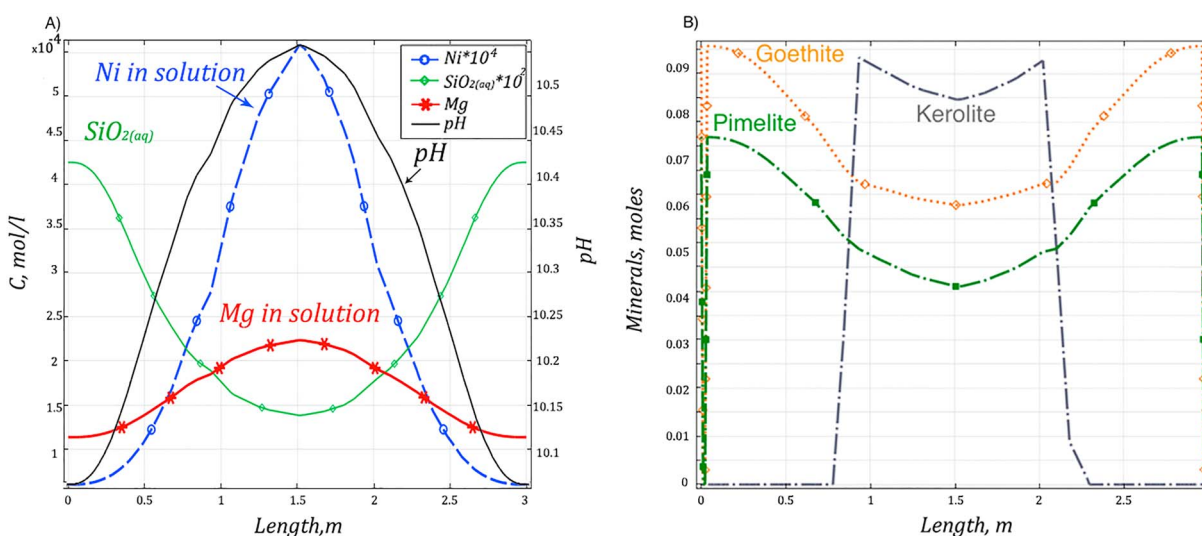 A)
×10⁻⁴
5
4.5
4
3.5
3
2.5
2
1.5
1
C, mol/l
0
0.5
1
1.5
2
2.5
3
Length,m
10.5
10.45
10.4
10.35
10.3
10.25
10.2
10.15
10.1
pH
Ni*10⁴
SiO₂₍aq₎*10²
Mg
pH
Ni in solution
SiO₂₍aq₎
pH
Mg in solution
B)
0.09
0.08
0.07
0.06
0.05
0.04
0.03
0.02
0.01
0
Minerals, moles
0
0.5
1
1.5
2
2.5
Length, m
Goethite
Pimelite
Kerolite